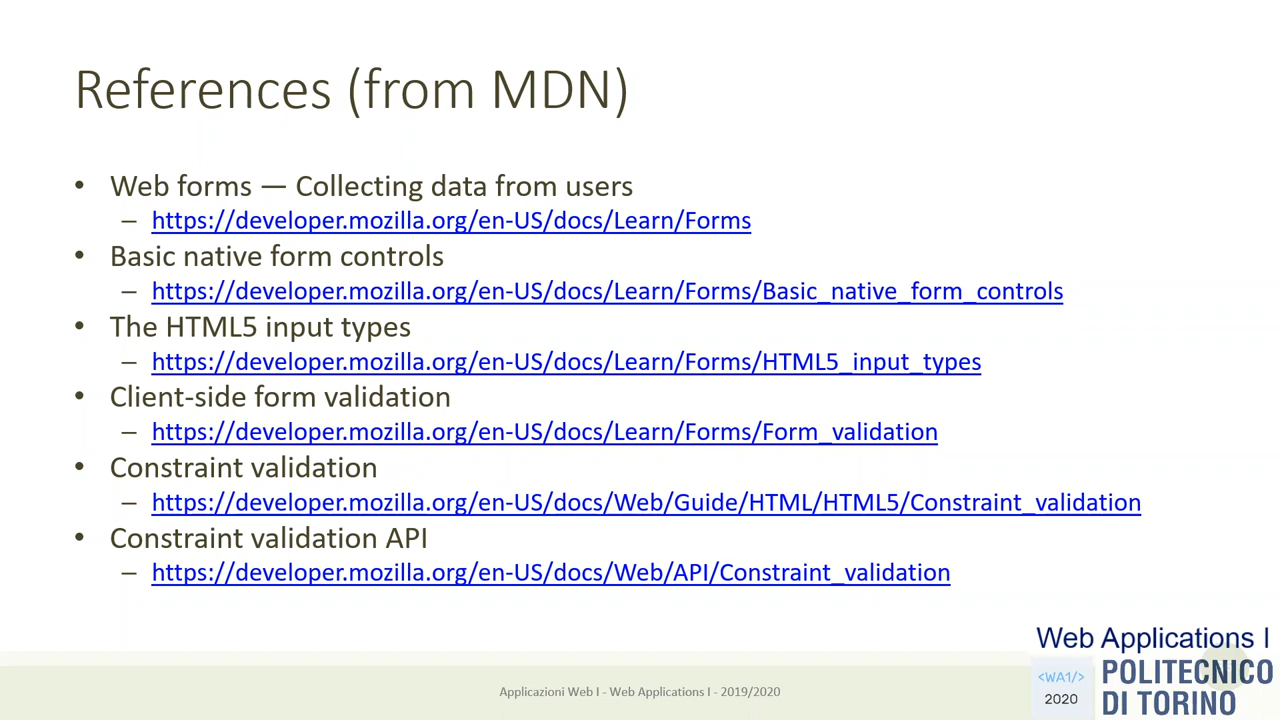 References (from MDN)
• Web forms — Collecting data from users
– https://developer.mozilla.org/en-US/docs/Learn/Forms
• Basic native form controls
– https://developer.mozilla.org/en-US/docs/Learn/Forms/Basic_native_form_controls
• The HTML5 input types
– https://developer.mozilla.org/en-US/docs/Learn/Forms/HTML5_input_types
• Client-side form validation
– https://developer.mozilla.org/en-US/docs/Learn/Forms/Form_validation
• Constraint validation
– https://developer.mozilla.org/en-US/docs/Web/Guide/HTML/HTML5/Constraint_validation
• Constraint validation API
– https://developer.mozilla.org/en-US/docs/Web/API/Constraint_validation
Applicazioni Web I - Web Applications I - 2019/2020
Web Applications I
<WA1/>
2020
POLITECNICO
DI TORINO